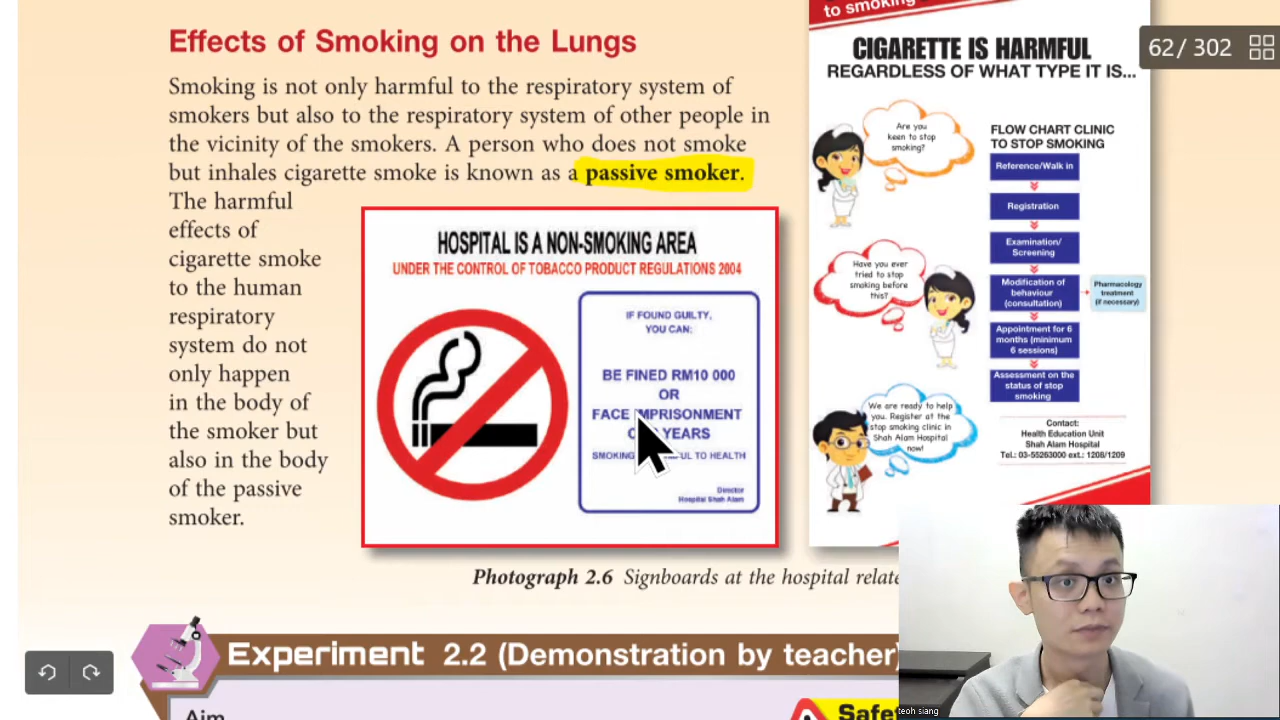 Effects of Smoking on the Lungs
Smoking is not only harmful to the respiratory system of
smokers but also to the respiratory system of other people in
the vicinity of the smokers. A person who does not smoke
but inhales cigarette smoke is known as a passive smoker.
The harmful
effects of
cigarette smoke
to the human
respiratory
system do not
only happen
in the body of
the smoker but
also in the body
of the passive
smoker.
HOSPITAL IS A NON-SMOKING AREA
UNDER THE CONTROL OF TOBACCO PRODUCT REGULATIONS 2004
IF FOUND GUILTY,
YOU CAN:
BE FINED RM10 000
OR
FACE IMPRISONMENT
YEARS
SMOKING TO HEALTH
Director
Hospital Shah Alam
to smoking
CIGARETTE IS HARMFUL
REGARDLESS OF WHAT TYPE IT IS...
Are you
keen to stop
smoking?
Have you ever
tried to stop
smoking before
this?
We are ready to help
you. Register at the
stop smoking clinic in
Shah Alam Hospital
now!
FLOW CHART CLINIC
TO STOP SMOKING
Reference/Walk in
Registration
Examination/
Screening
Modification of
behaviour
(consultation)
Pharmacology
treatment
(if necessary)
Appointment for 6
months (minimum
6 sessions)
Assessment on the
status of stop
smoking
Contact:
Health Education Unit
Shah Alam Hospital
Tel.: 03-55263000 ext.: 1208/1209
62/ 302
Photograph 2.6 Signboards at the hospital relate
Experiment 2.2 (Demonstration by teacher)
Aim
Safe
teoh siang